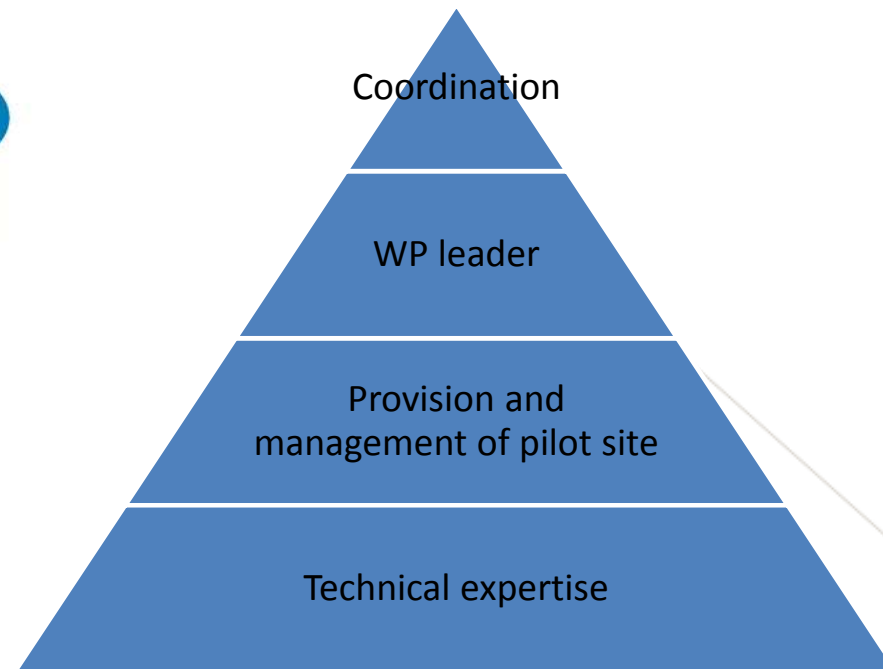 Coordination
WP leader
Provision and
management of pilot site
Technical expertise